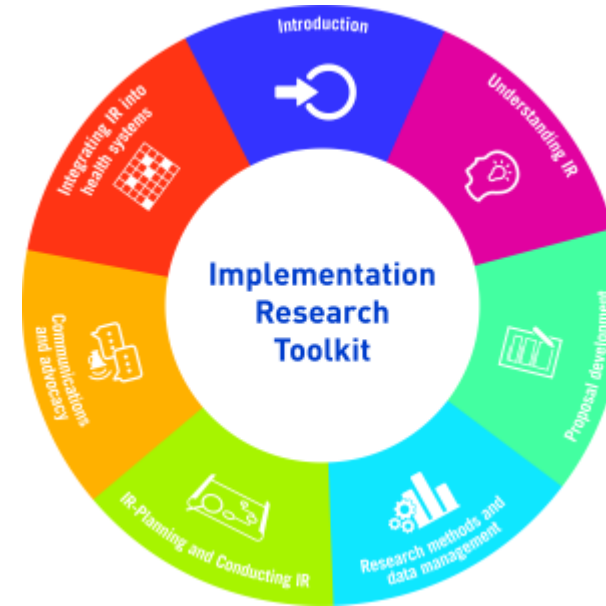 Introduction
Understanding IR
Proposal development
Research methods and
data management
IR-Planning and Conducting IR
Communications
and advocacy
Integrating IR into
health systems
Implementation
Research
Toolkit